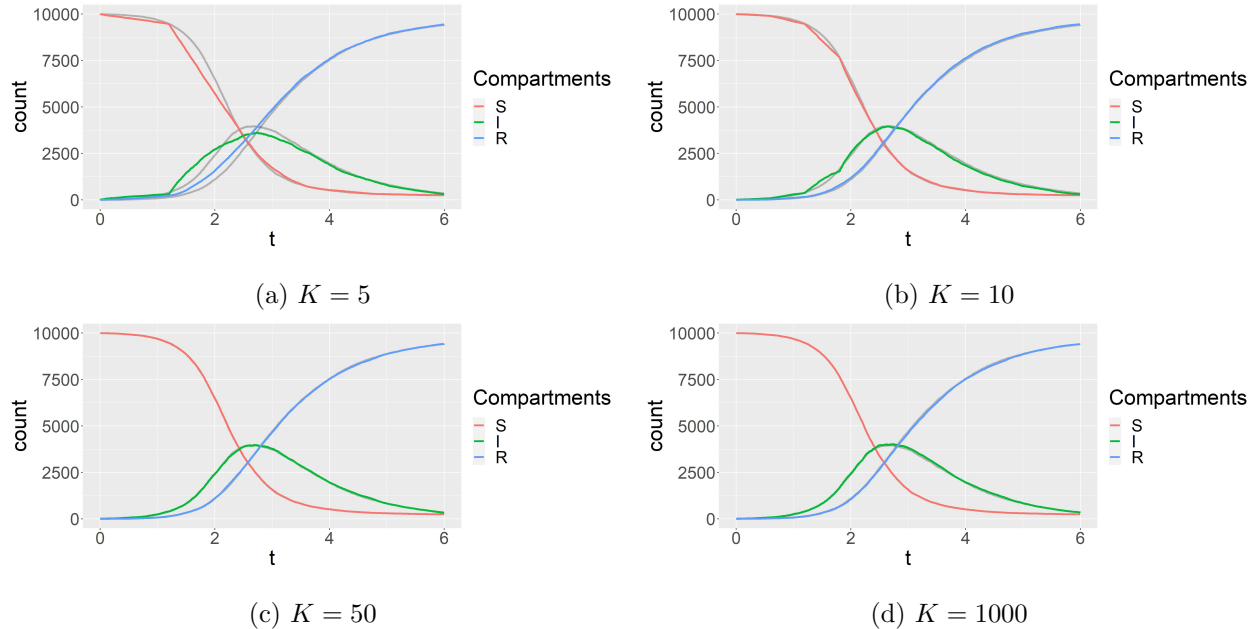 10000
7500
5000
2500
0
count
0
2
4
6
t
Compartments
S
I
R
(a) K = 5
10000
7500
5000
2500
0
count
0
2
4
6
t
Compartments
S
I
R
(b) K = 10
10000
7500
5000
2500
0
count
0
2
4
6
t
Compartments
S
I
R
(c) K = 50
10000
7500
5000
2500
0
count
0
2
4
6
t
Compartments
S
I
R
(d) K = 1000